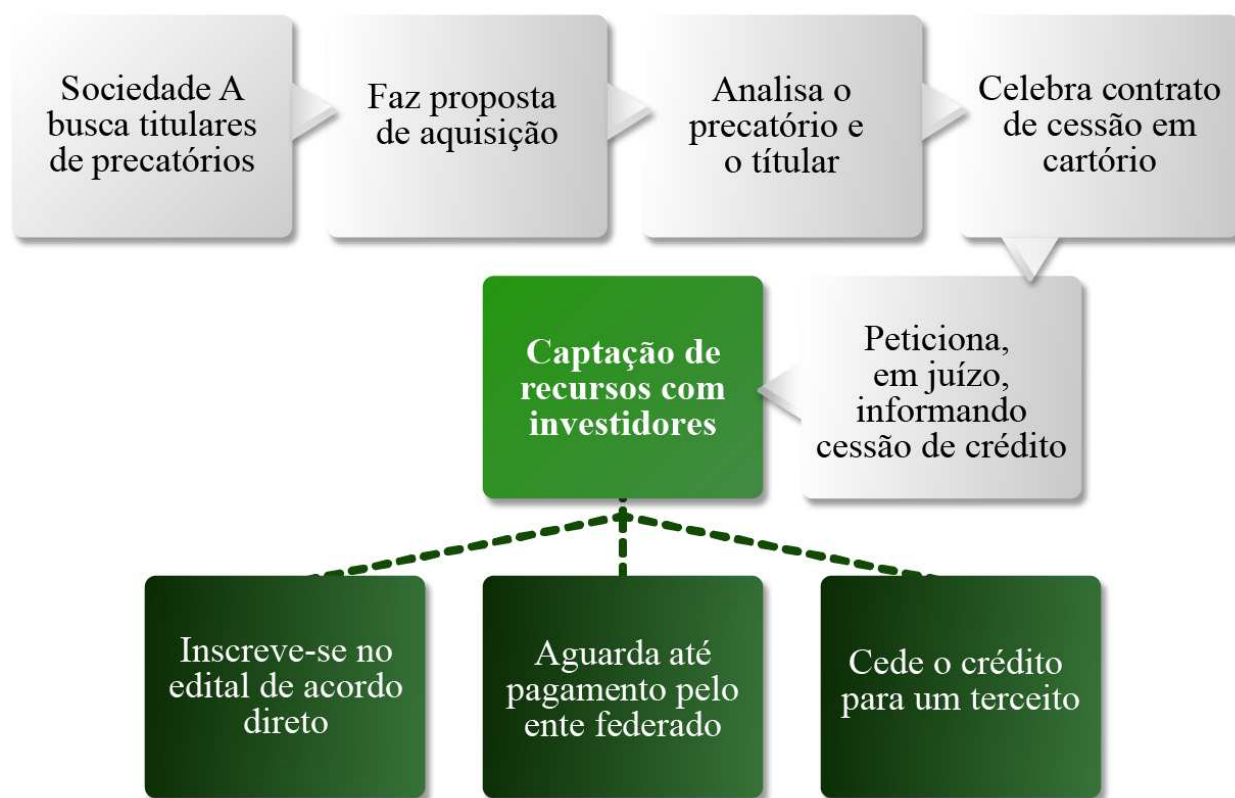 Sociedade A
busca titulares
de precatórios
Faz proposta
de aquisição
Analisa o
precatório e
o títular
Celebra contrato
de cessão em
cartório
Peticiona,
em juízo,
informando
cessão de crédito
Captação de
recursos com
investidores
Inscreve-se no
edital de acordo
direto
Aguarda até
pagamento pelo
ente federado
Cede o crédito
para um terceito